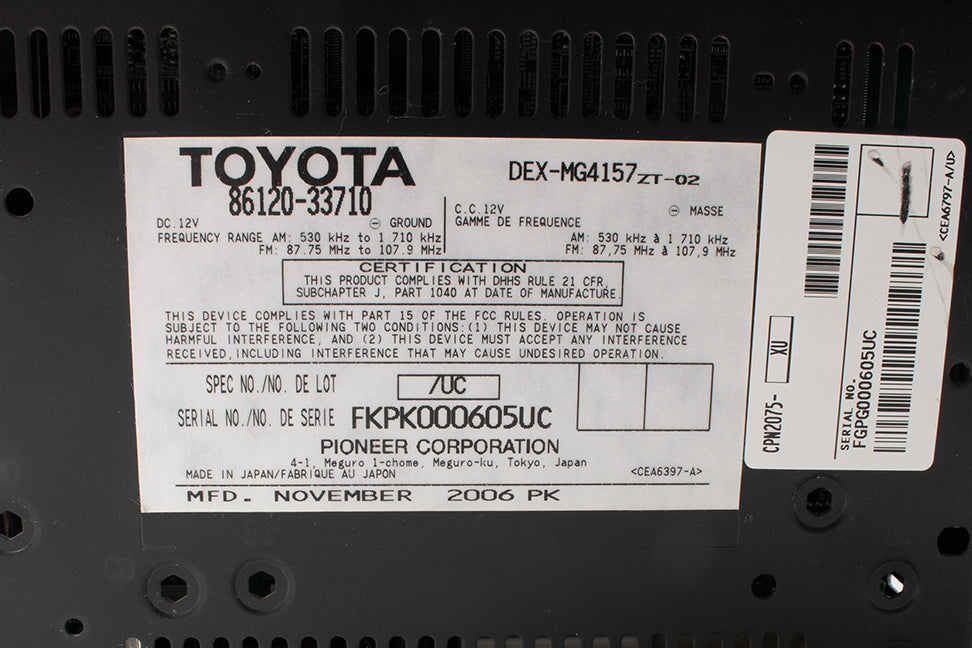 TOYOTA
86120-33710
DEX-MG4157ZT-02
DC.12V ⊖ GROUND
FREQUENCY RANGE AM: 530 kHz to 1 710 kHz
FM: 87.75 MHz to 107.9 MHz
C.C.12V ⊖ MASSE
GAMME DE FREQUENCE
AM: 530 kHz à 1 710 kHz
FM: 87,75 MHz à 107,9 MHz
CERTIFICATION
THIS PRODUCT COMPLIES WITH DHHS RULE 21 CFR,
SUBCHAPTER J, PART 1040 AT DATE OF MANUFACTURE.
THIS DEVICE COMPLIES WITH PART 15 OF THE FCC RULES. OPERATION IS
SUBJECT TO THE FOLLOWING TWO CONDITIONS:(1) THIS DEVICE MAY NOT CAUSE
HARMFUL INTERFERENCE, AND (2) THIS DEVICE MUST ACCEPT ANY INTERFERENCE
RECEIVED,INCLUDING INTERFERENCE THAT MAY CAUSE UNDESIRED OPERATION.
SPEC NO./NO. DE LOT /UC
SERIAL NO./NO. DE SERIE FKPK000605UC
PIONEER CORPORATION
4-1, Meguro 1-chome, Meguro-ku, Tokyo, Japan
MADE IN JAPAN/FABRIQUE AU JAPON <CEA6397-A>
MFD. NOVEMBER 2006 PK
CPN2075- XU
SERIAL NO.
FGPG000605UC
<CEA6797-A/U>